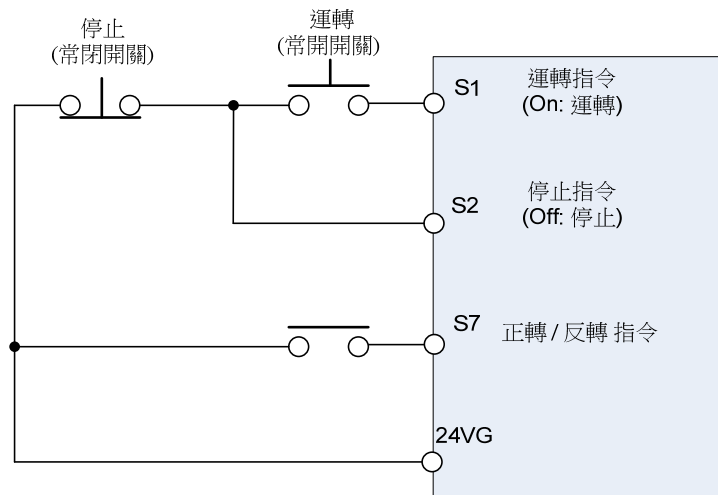 停止
(常閉開關)
運轉
(常開開關)
S1
運轉指令
(On: 運轉)
S2
停止指令
(Off: 停止)
S7
正轉 / 反轉 指令
24VG